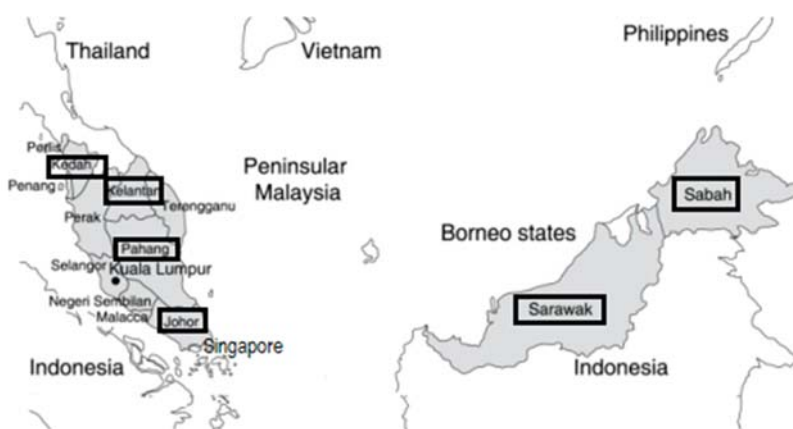 Thailand
Vietnam
Philippines
Perlis
Kedah
Penang
Kelantan
Terengganu
Perak
Peninsular
Malaysia
Sabah
Pahang
Borneo states
Selangor
Kuala Lumpur
Negeri Sembilan
Malacca
Johor
Sarawak
Singapore
Indonesia
Indonesia